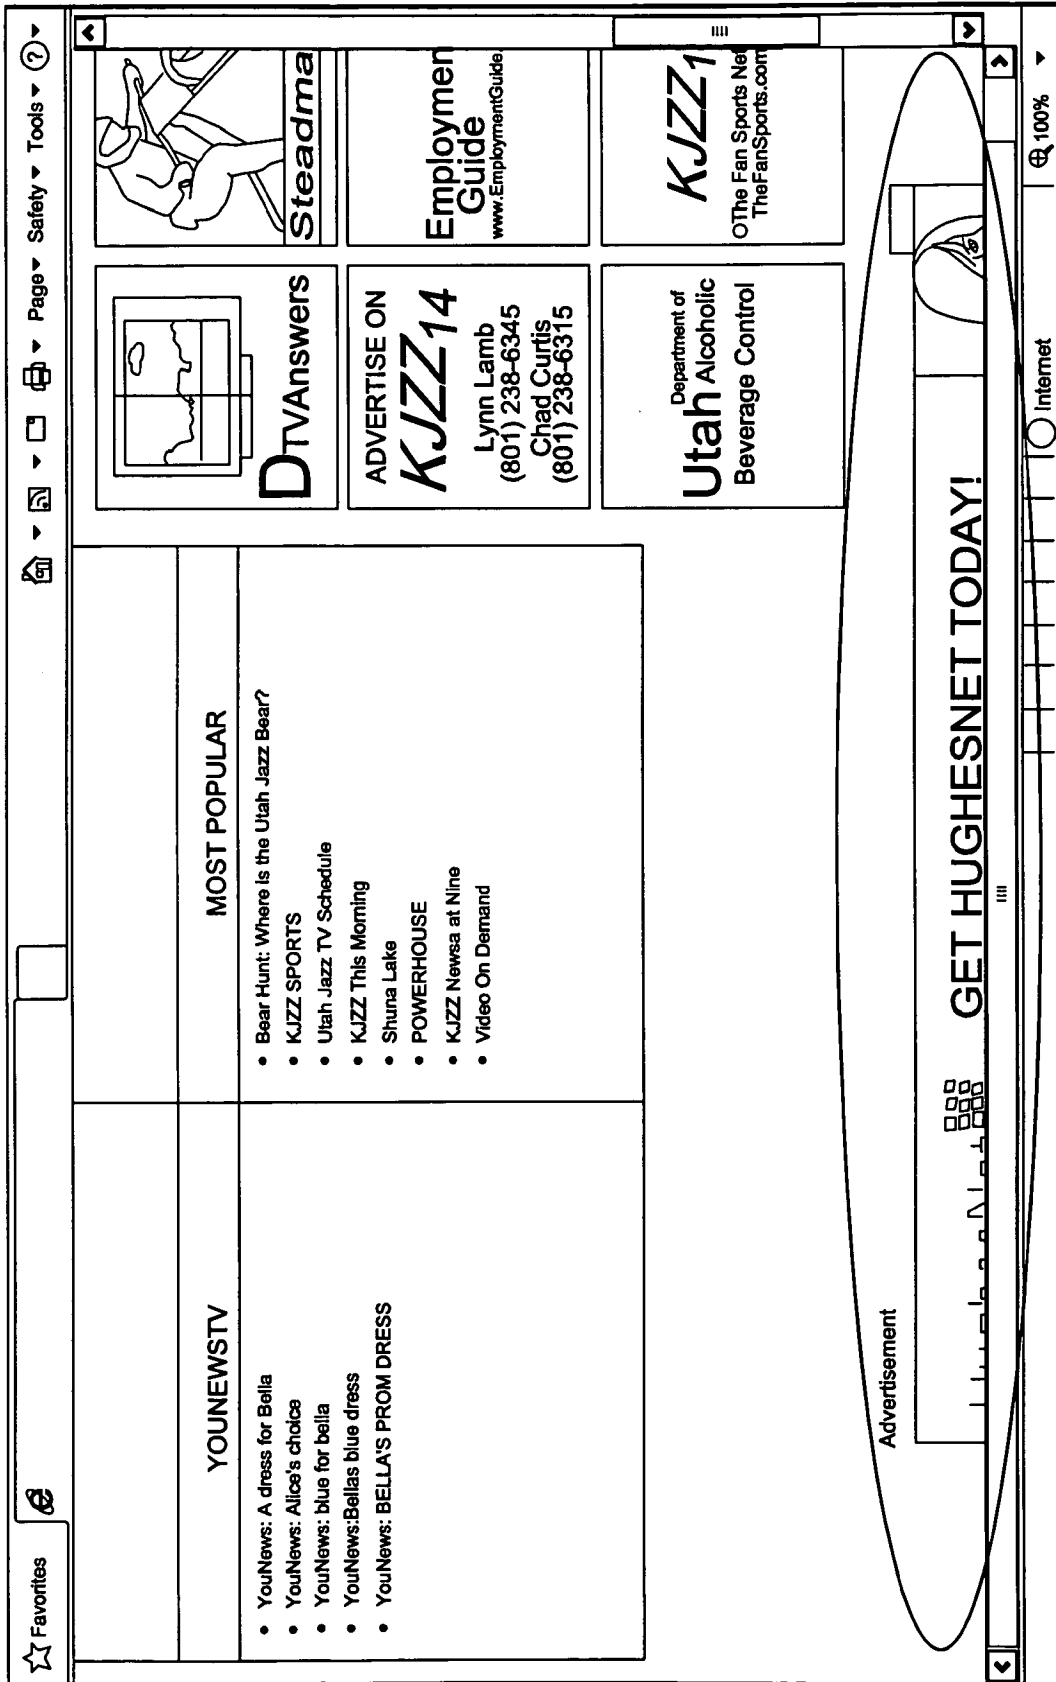 Favorites
Page Safety Tools ?
YOUNEWSTV
• YouNews: A dress for Bella
• YouNews: Alice's choice
• YouNews: blue for bella
• YouNews:Bellas blue dress
• YouNews: BELLA'S PROM DRESS
MOST POPULAR
• Bear Hunt: Where is the Utah Jazz Bear?
• KJZZ SPORTS
• Utah Jazz TV Schedule
• KJZZ This Morning
• Shuna Lake
• POWERHOUSE
• KJZZ Newsa at Nine
• Video On Demand
DTVAnswers
Steadma
ADVERTISE ON
KJZZ14
Lynn Lamb
(801) 238-6345
Chad Curtis
(801) 238-6315
Employmen
Guide
www.EmploymentGuide.
Department of
Utah Alcoholic
Beverage Control
KJZZ1
OThe Fan Sports Net
TheFanSports.com
Advertisement
GET HUGHESNET TODAY!
Internet
100%